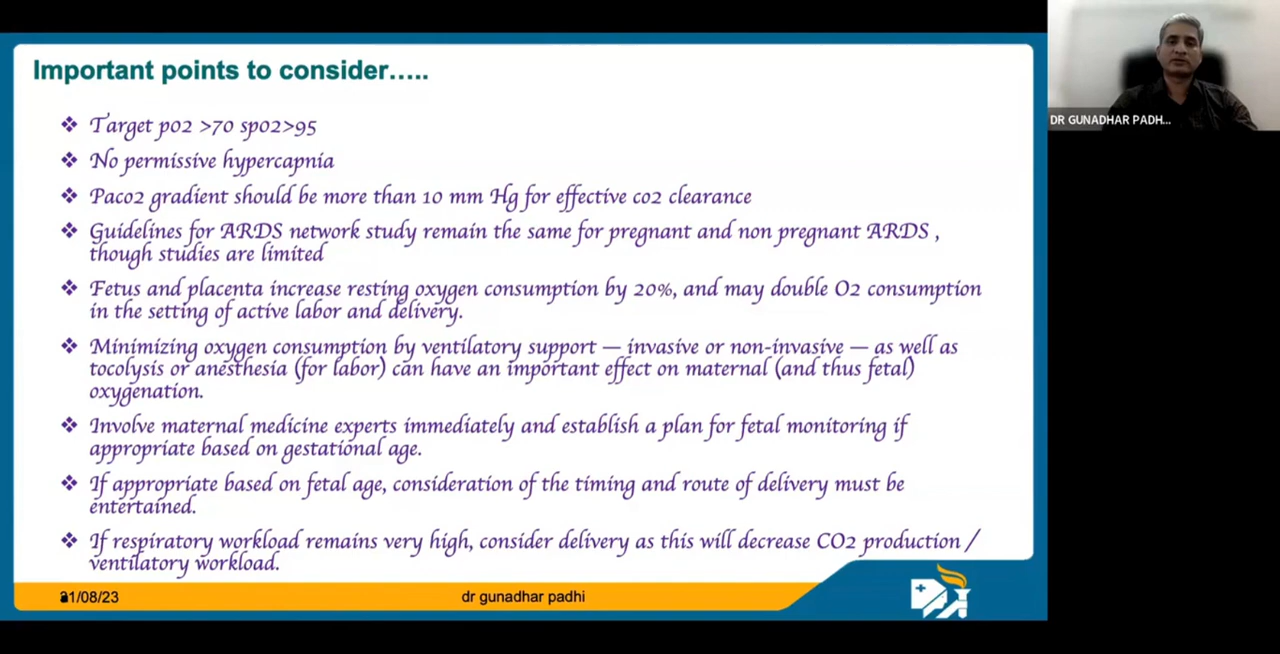 Important points to consider…..
❖ Target po2 >70 spo2>95
❖ No permissive hypercapnia
❖ Paco2 gradient should be more than 10 mm Hg for effective co2 clearance
❖ Guidelines for ARDS network study remain the same for pregnant and non pregnant ARDS ,
though studies are limited
❖ Fetus and placenta increase resting oxygen consumption by 20%, and may double O2 consumption
in the setting of active labor and delivery.
❖ Minimizing oxygen consumption by ventilatory support — invasive or non-invasive — as well as
tocolysis or anesthesia (for labor) can have an important effect on maternal (and thus fetal)
oxygenation.
❖ Involve maternal medicine experts immediately and establish a plan for fetal monitoring if
appropriate based on gestational age.
❖ If appropriate based on fetal age, consideration of the timing and route of delivery must be
entertained.
❖ If respiratory workload remains very high, consider delivery as this will decrease CO2 production /
ventilatory workload.
1/08/23
dr gunadhar padhi
DR GUNADHAR PADH...